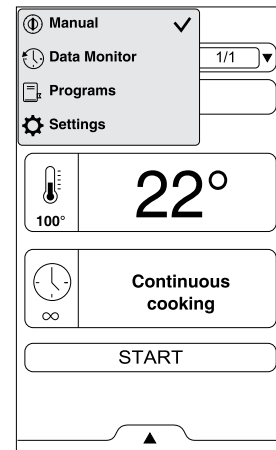 Manual
Data Monitor
1/1
Programs
Settings
22°
100°
Continuous
cooking
∞
START